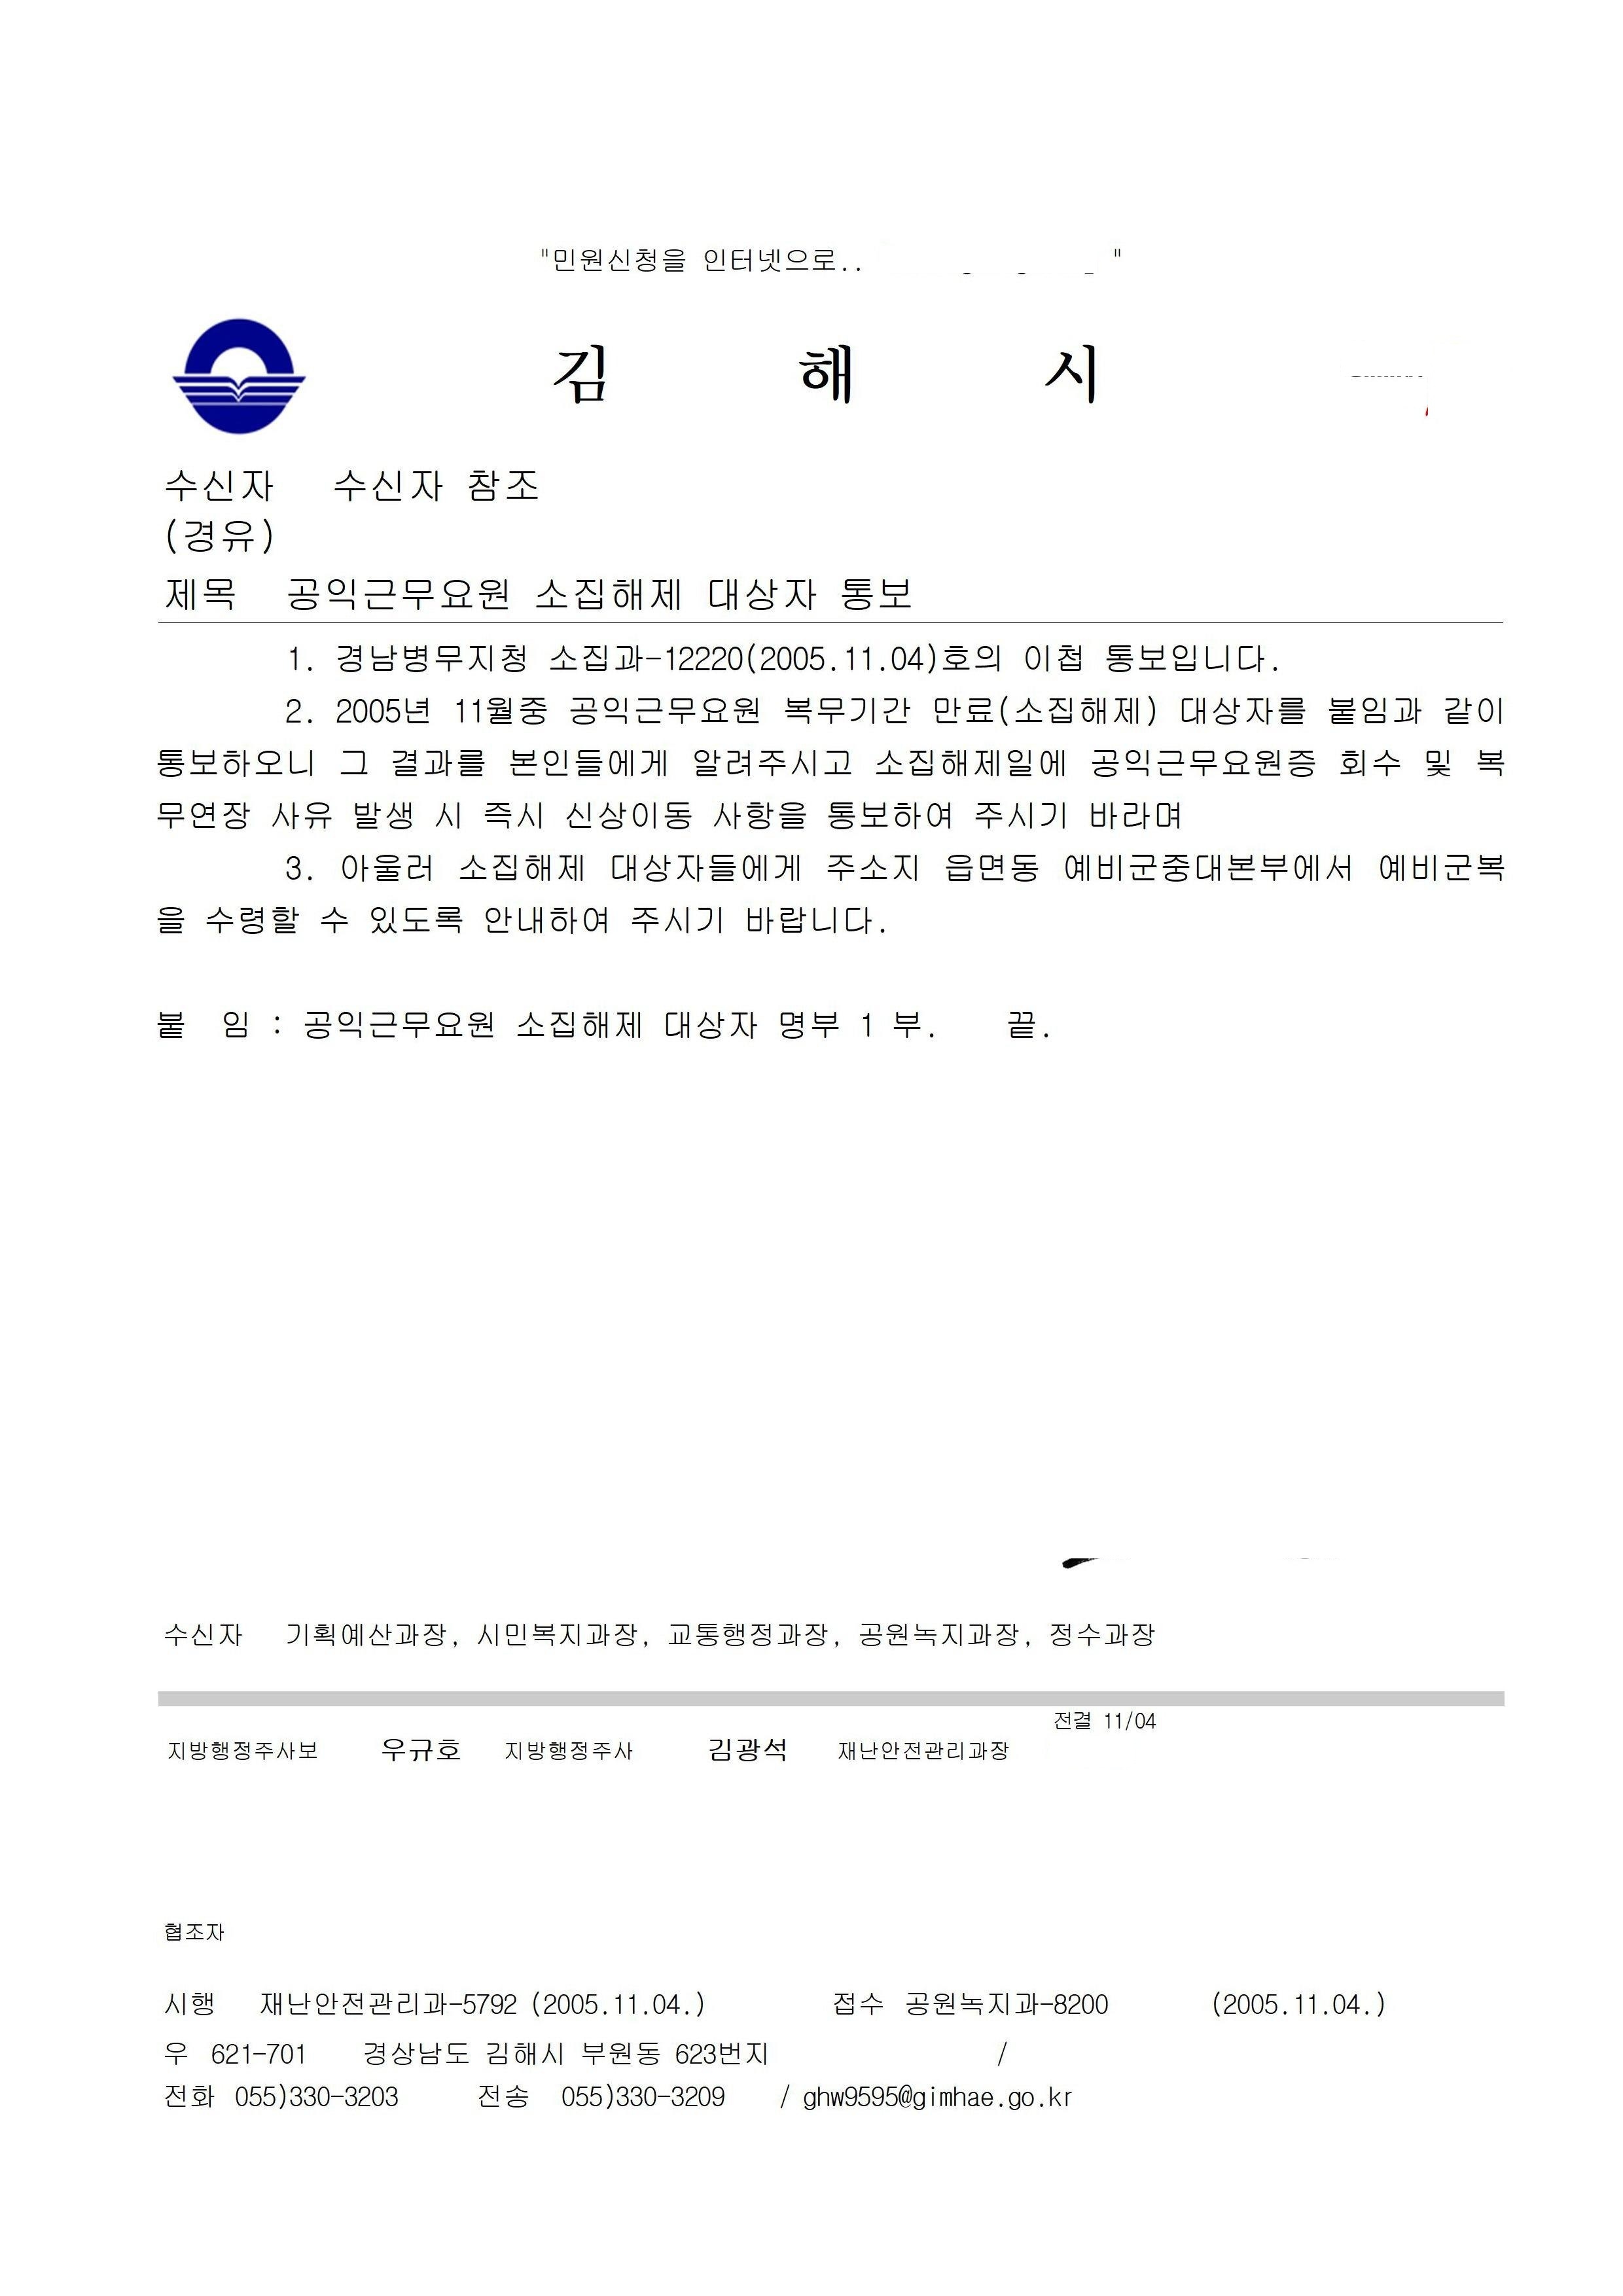 "민원신청을 인터넷으로.. "
김 해 시
수신자 수신자 참조
(경유)
제목 공익근무요원 소집해제 대상자 통보
1. 경남병무지청 소집과-12220(2005.11.04)호의 이첩 통보입니다.
2. 2005년 11월중 공익근무요원 복무기간 만료(소집해제) 대상자를 붙임과 같이
통보하오니 그 결과를 본인들에게 알려주시고 소집해제일에 공익근무요원증 회수 및 복
무연장 사유 발생 시 즉시 신상이동 사항을 통보하여 주시기 바라며
3. 아울러 소집해제 대상자들에게 주소지 읍면동 예비군중대본부에서 예비군복
을 수령할 수 있도록 안내하여 주시기 바랍니다.
붙 임 : 공익근무요원 소집해제 대상자 명부 1 부. 끝.
수신자 기획예산과장, 시민복지과장, 교통행정과장, 공원녹지과장, 정수과장
전결 11/04
지방행정주사보 우규호 지방행정주사 김광석 재난안전관리과장
협조자
시행 재난안전관리과-5792 (2005.11.04.) 접수 공원녹지과-8200 (2005.11.04.)
우 621-701 경상남도 김해시 부원동 623번지 /
전화 055)330-3203 전송 055)330-3209 / ghw9595@gimhae.go.kr